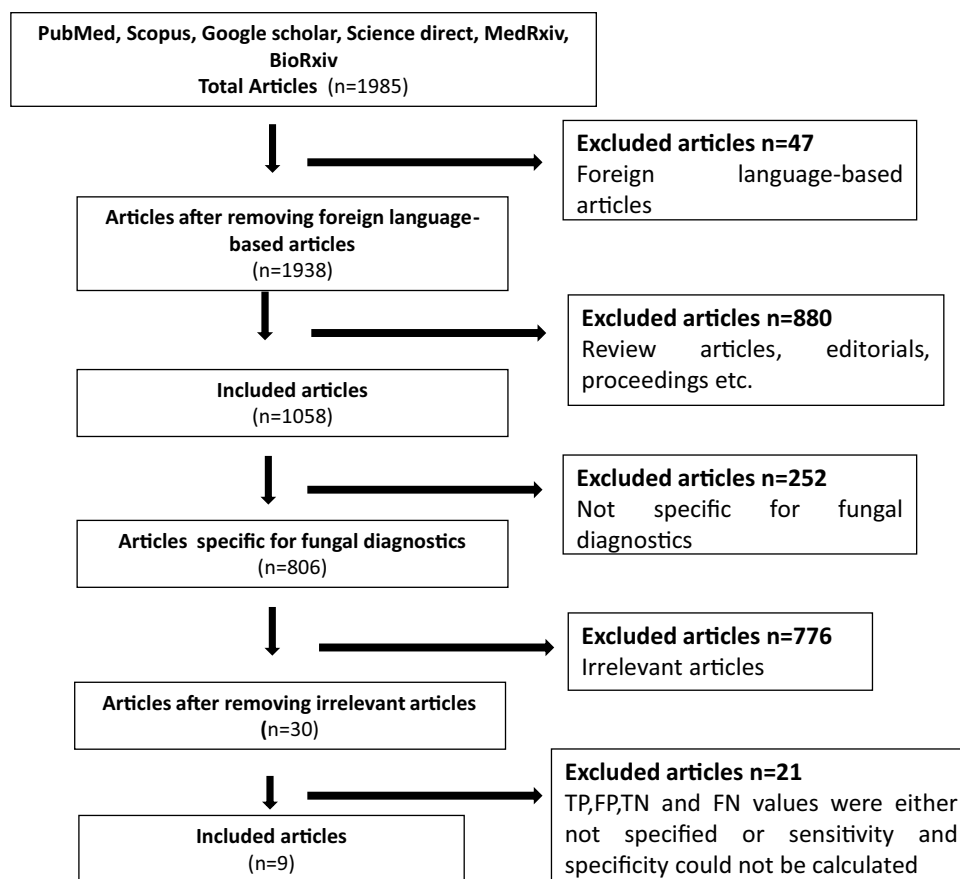 PubMed, Scopus, Google scholar, Science direct, MedRxiv,
BioRxiv
Total Articles (n=1985)
Excluded articles n=47
Foreign language-based
articles
Articles after removing foreign language-
based articles
(n=1938)
Excluded articles n=880
Review articles, editorials,
proceedings etc.
Included articles
(n=1058)
Excluded articles n=252
Not specific for fungal
diagnostics
Articles specific for fungal diagnostics
(n=806)
Excluded articles n=776
Irrelevant articles
Articles after removing irrelevant articles
(n=30)
Excluded articles n=21
TP,FP,TN and FN values were either
not specified or sensitivity and
specificity could not be calculated
Included articles
(n=9)